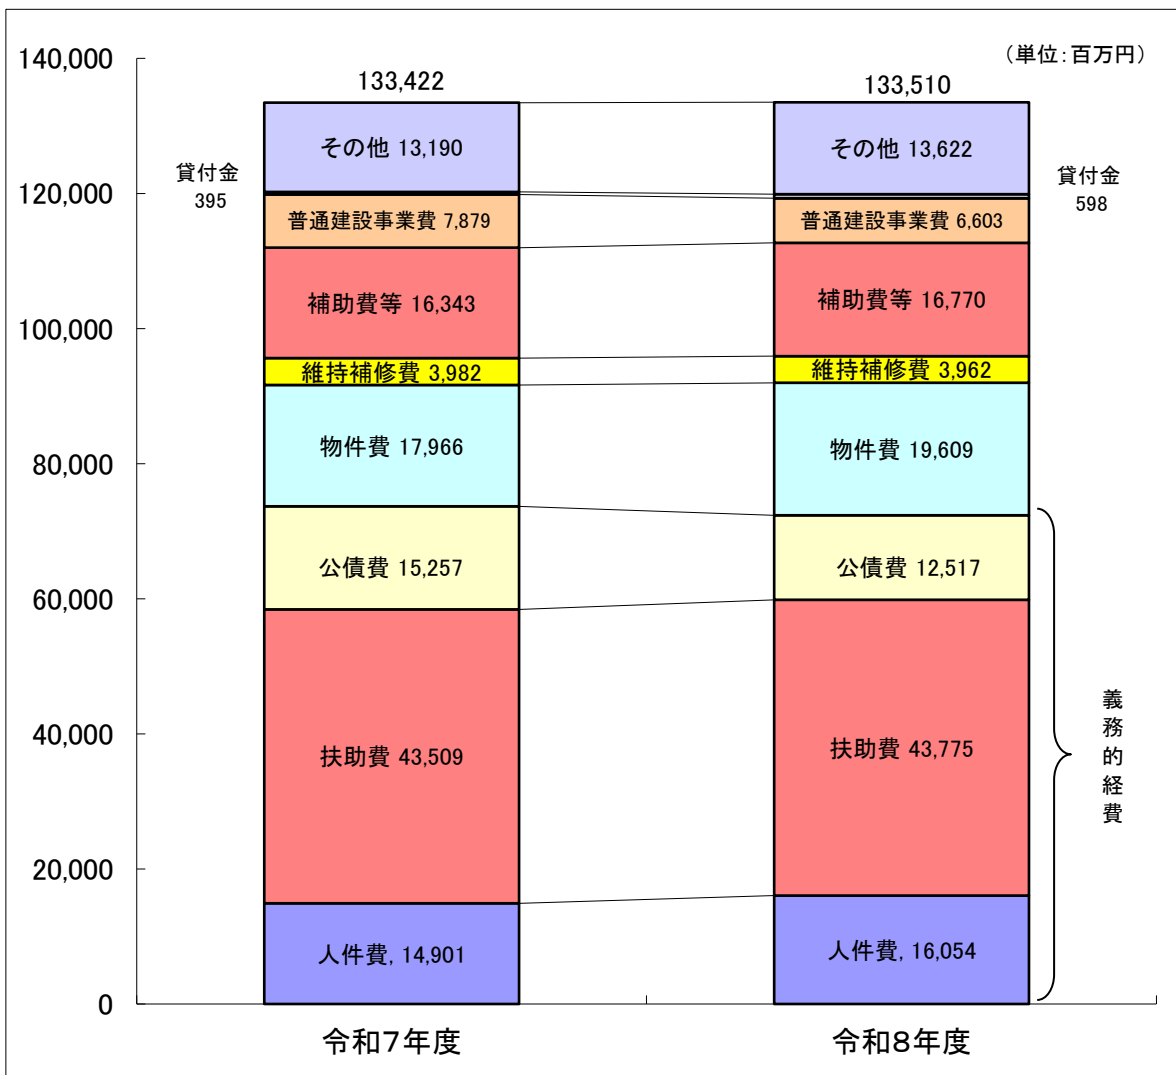 （単位：百万円）
140,000
120,000
100,000
80,000
60,000
40,000
20,000
0
133,422
その他 13,190
貸付金
395
普通建設事業費 7,879
補助費等 16,343
維持補修費 3,982
物件費 17,966
公債費 15,257
扶助費 43,509
人件費, 14,901
令和7年度
133,510
その他 13,622
貸付金
598
普通建設事業費 6,603
補助費等 16,770
維持補修費 3,962
物件費 19,609
公債費 12,517
扶助費 43,775
人件費, 16,054
令和8年度
義務的経費